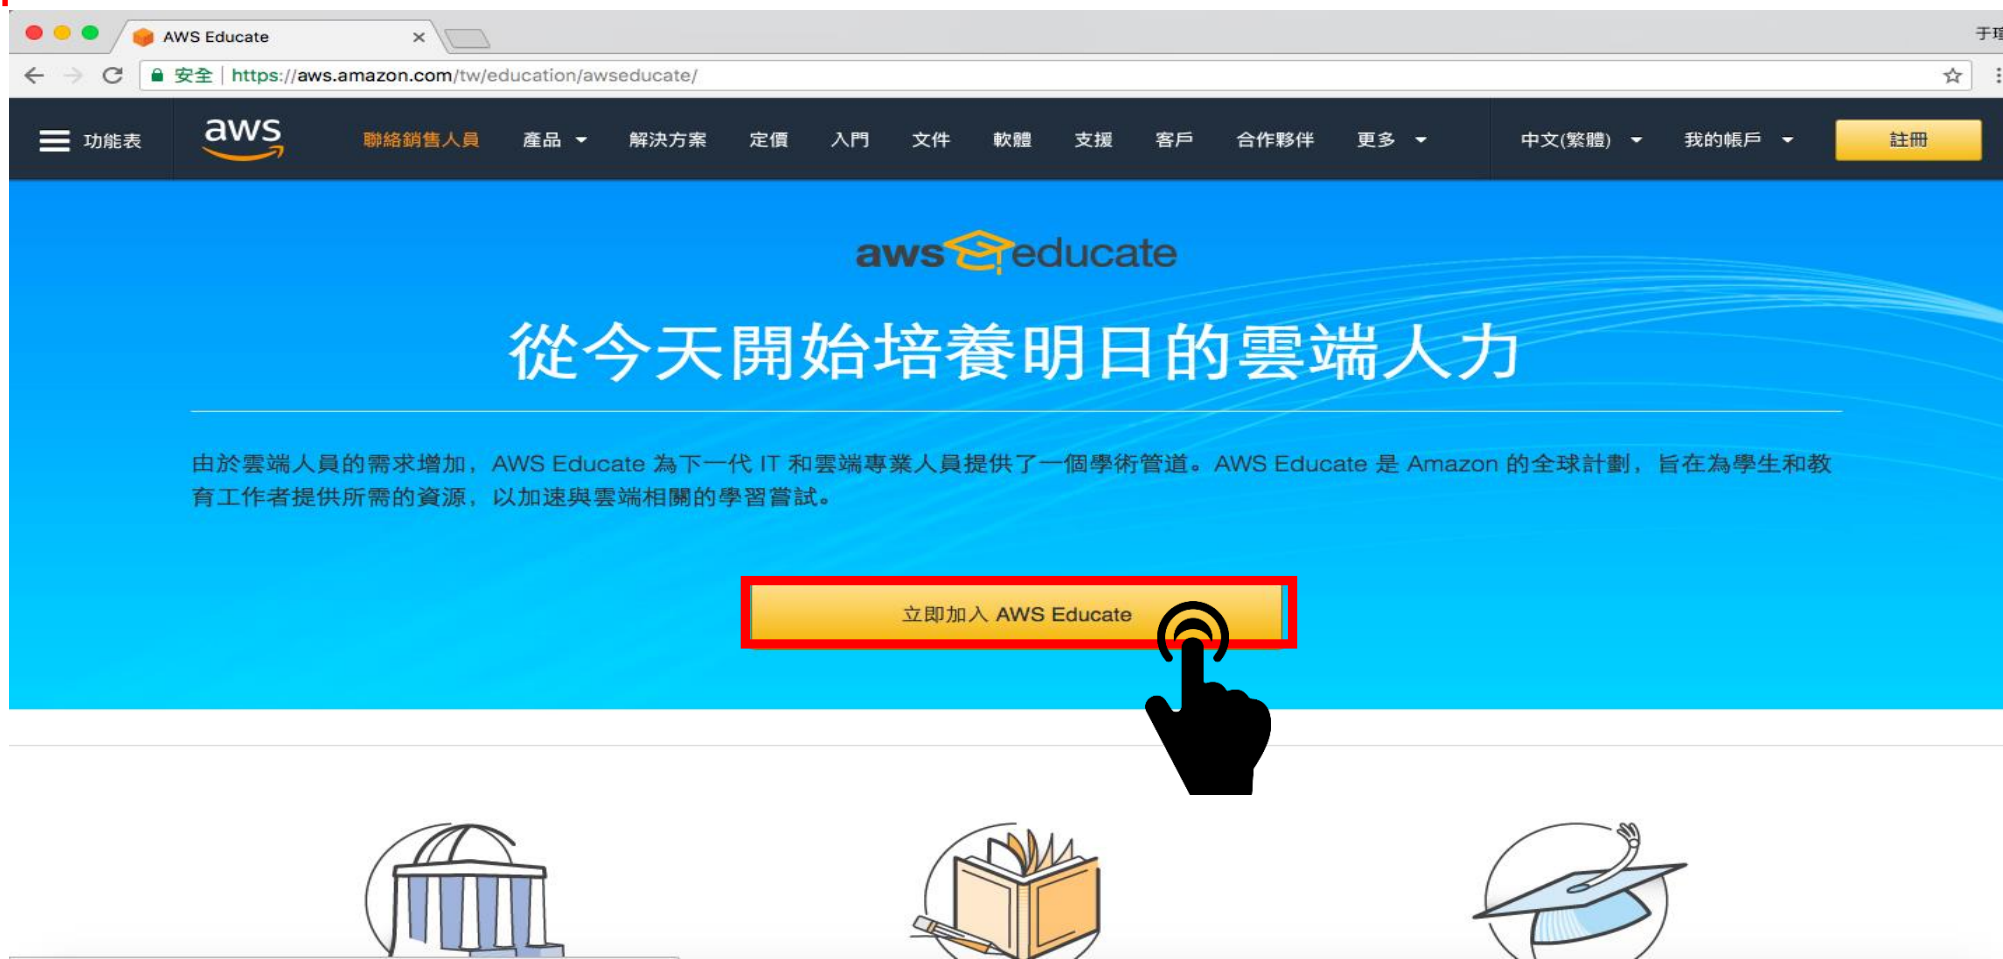 AWS Educate
于瑄
安全 | https://aws.amazon.com/tw/education/awseducate/
功能表 aws 聯絡銷售人員 產品 解決方案 定價 入門 文件 軟體 支援 客戶 合作夥伴 更多 中文(繁體) 我的帳戶 註冊
aws educate
從今天開始培養明日的雲端人力
由於雲端人員的需求增加，AWS Educate 為下一代 IT 和雲端專業人員提供了一個學術管道。AWS Educate 是 Amazon 的全球計劃，旨在為學生和教
育工作者提供所需的資源，以加速與雲端相關的學習嘗試。
立即加入 AWS Educate